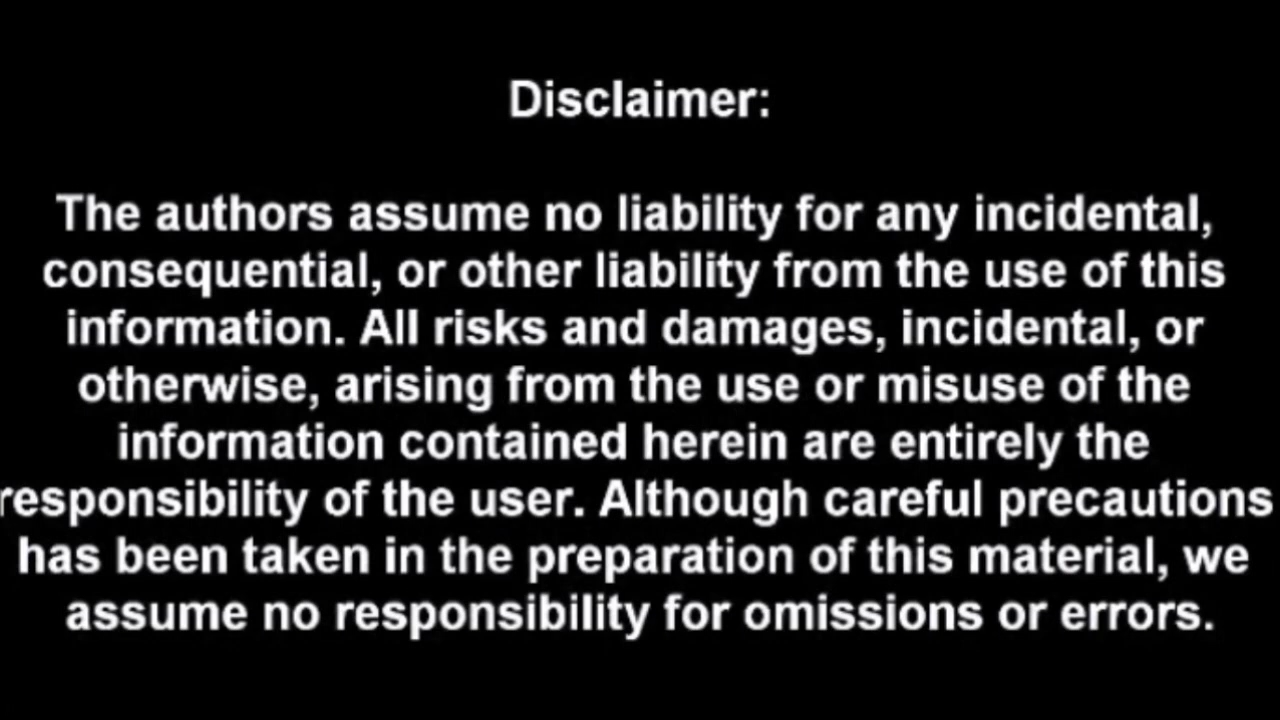 Disclaimer:
The authors assume no liability for any incidental,
consequential, or other liability from the use of this
information. All risks and damages, incidental, or
otherwise, arising from the use or misuse of the
information contained herein are entirely the
responsibility of the user. Although careful precautions
has been taken in the preparation of this material, we
assume no responsibility for omissions or errors.